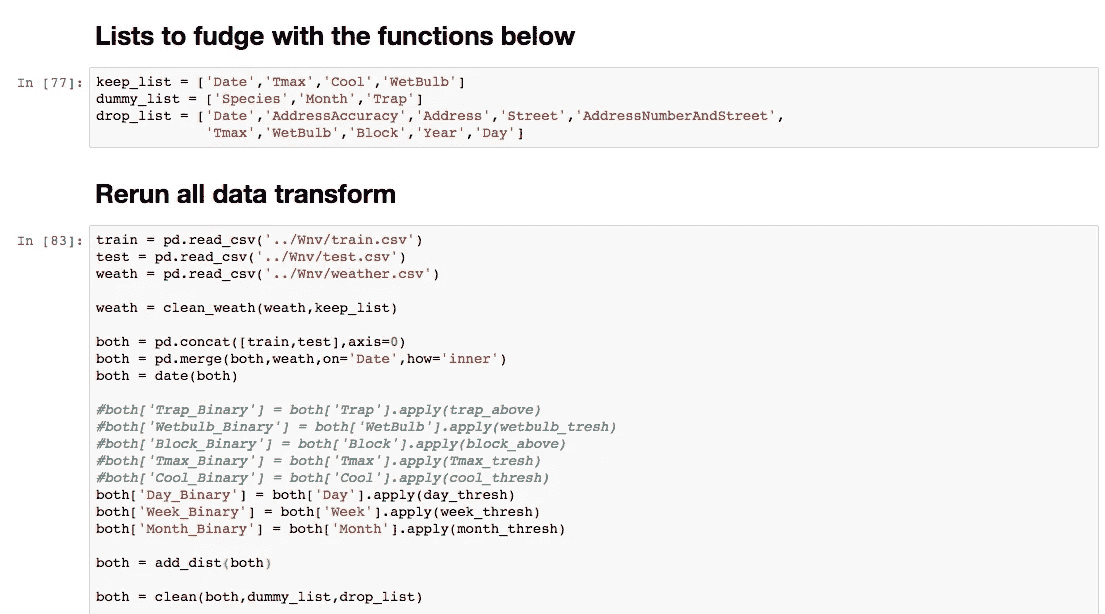 Lists to fudge with the functions below
In [77]: keep_list = ['Date','Tmax','Cool','WetBulb']
dummy_list = ['Species','Month','Trap']
drop_list = ['Date','AddressAccuracy','Address','Street','AddressNumberAndStreet',
'Tmax','WetBulb','Block','Year','Day']
Rerun all data transform
In [83]: train = pd.read_csv('../Wnv/train.csv')
test = pd.read_csv('../Wnv/test.csv')
weath = pd.read_csv('../Wnv/weather.csv')
weath = clean_weath(weath,keep_list)
both = pd.concat([train,test],axis=0)
both = pd.merge(both,weath,on='Date',how='inner')
both = date(both)
#both['Trap_Binary'] = both['Trap'].apply(trap_above)
#both['Wetbulb_Binary'] = both['WetBulb'].apply(wetbulb_tresh)
#both['Block_Binary'] = both['Block'].apply(block_above)
#both['Tmax_Binary'] = both['Tmax'].apply(Tmax_tresh)
#both['Cool_Binary'] = both['Cool'].apply(cool_thresh)
both['Day_Binary'] = both['Day'].apply(day_thresh)
both['Week_Binary'] = both['Week'].apply(week_thresh)
both['Month_Binary'] = both['Month'].apply(month_thresh)
both = add_dist(both)
both = clean(both,dummy_list,drop_list)